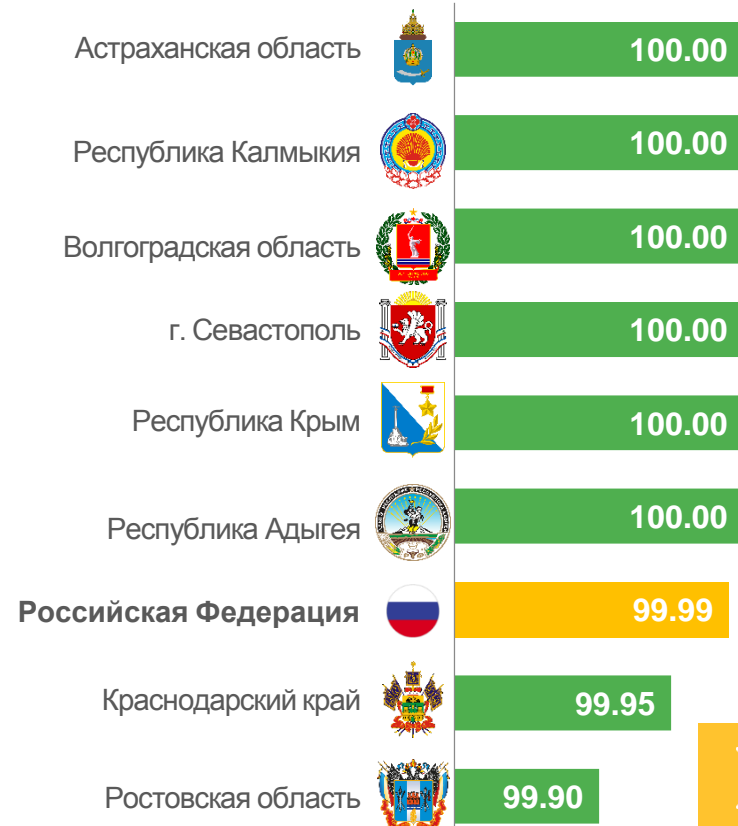 Астраханская область 100.00
Республика Калмыкия 100.00
Волгоградская область 100.00
г. Севастополь 100.00
Республика Крым 100.00
Республика Адыгея 100.00
Российская Федерация 99.99
Краснодарский край 99.95
Ростовская область 99.90